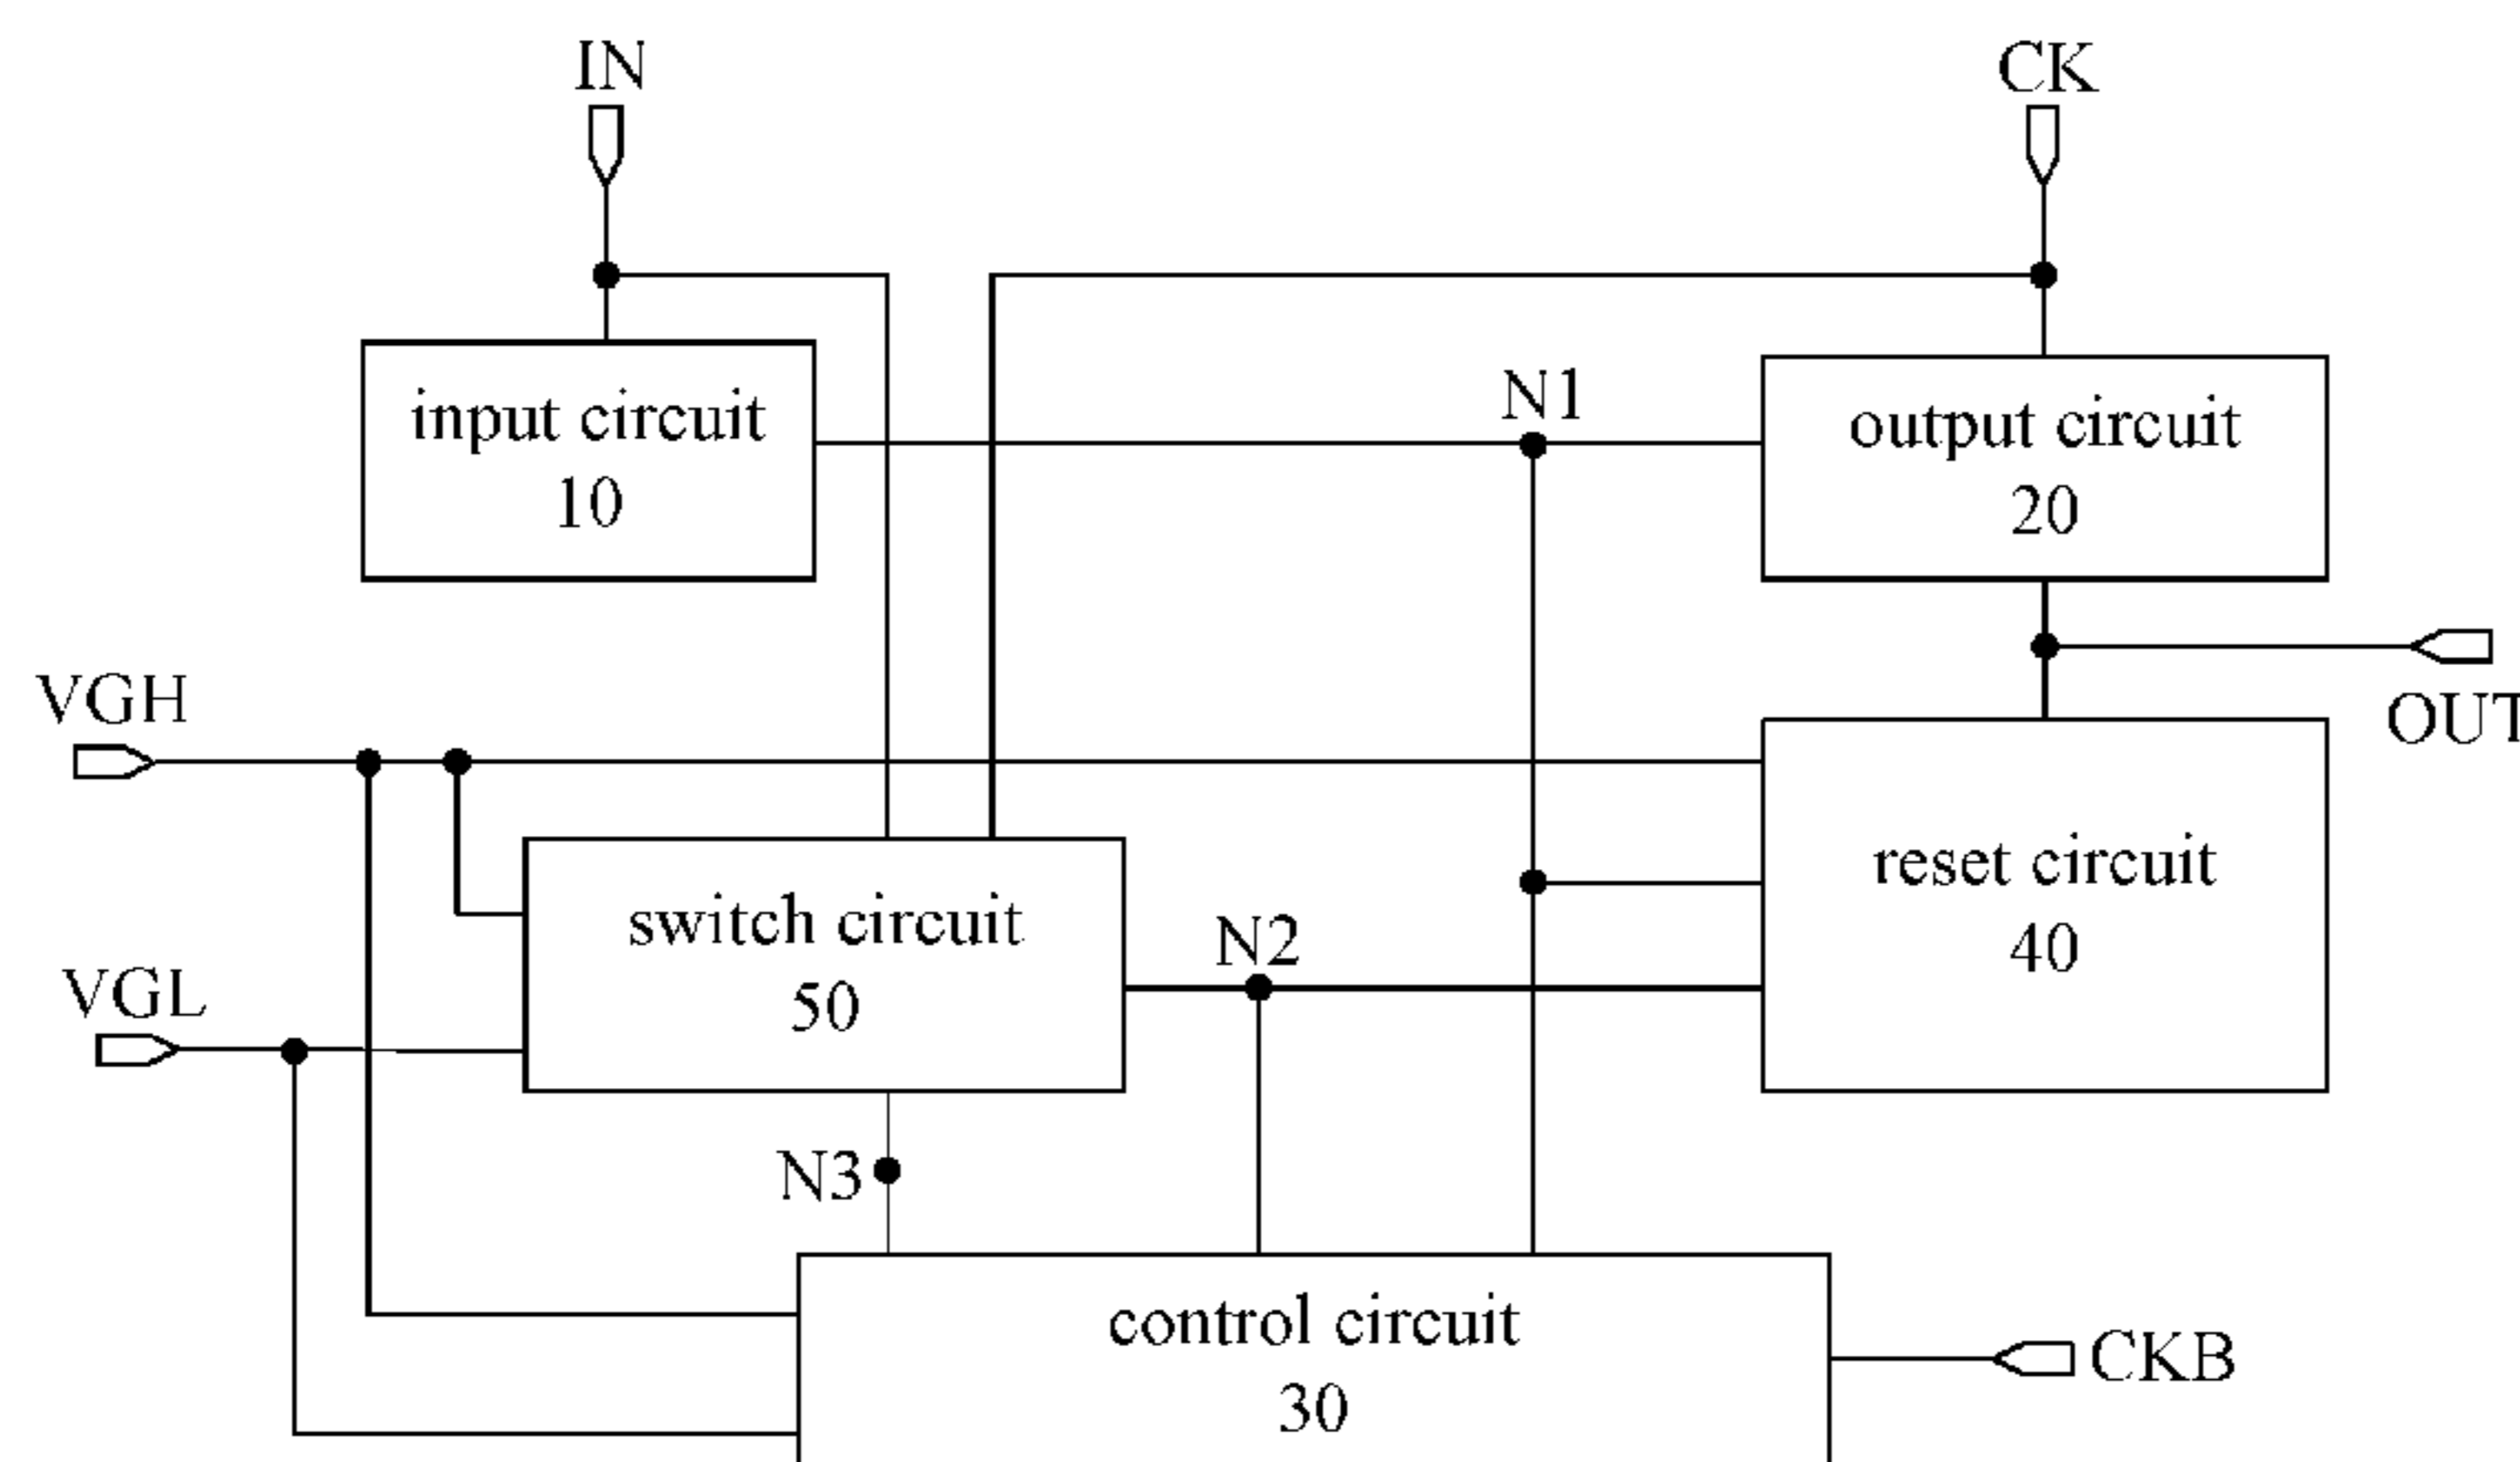 IN
CK
input circuit
10
N1
output circuit
20
VGH
OUT
switch circuit
50
reset circuit
40
N2
VGL
N3
control circuit
30
CKB